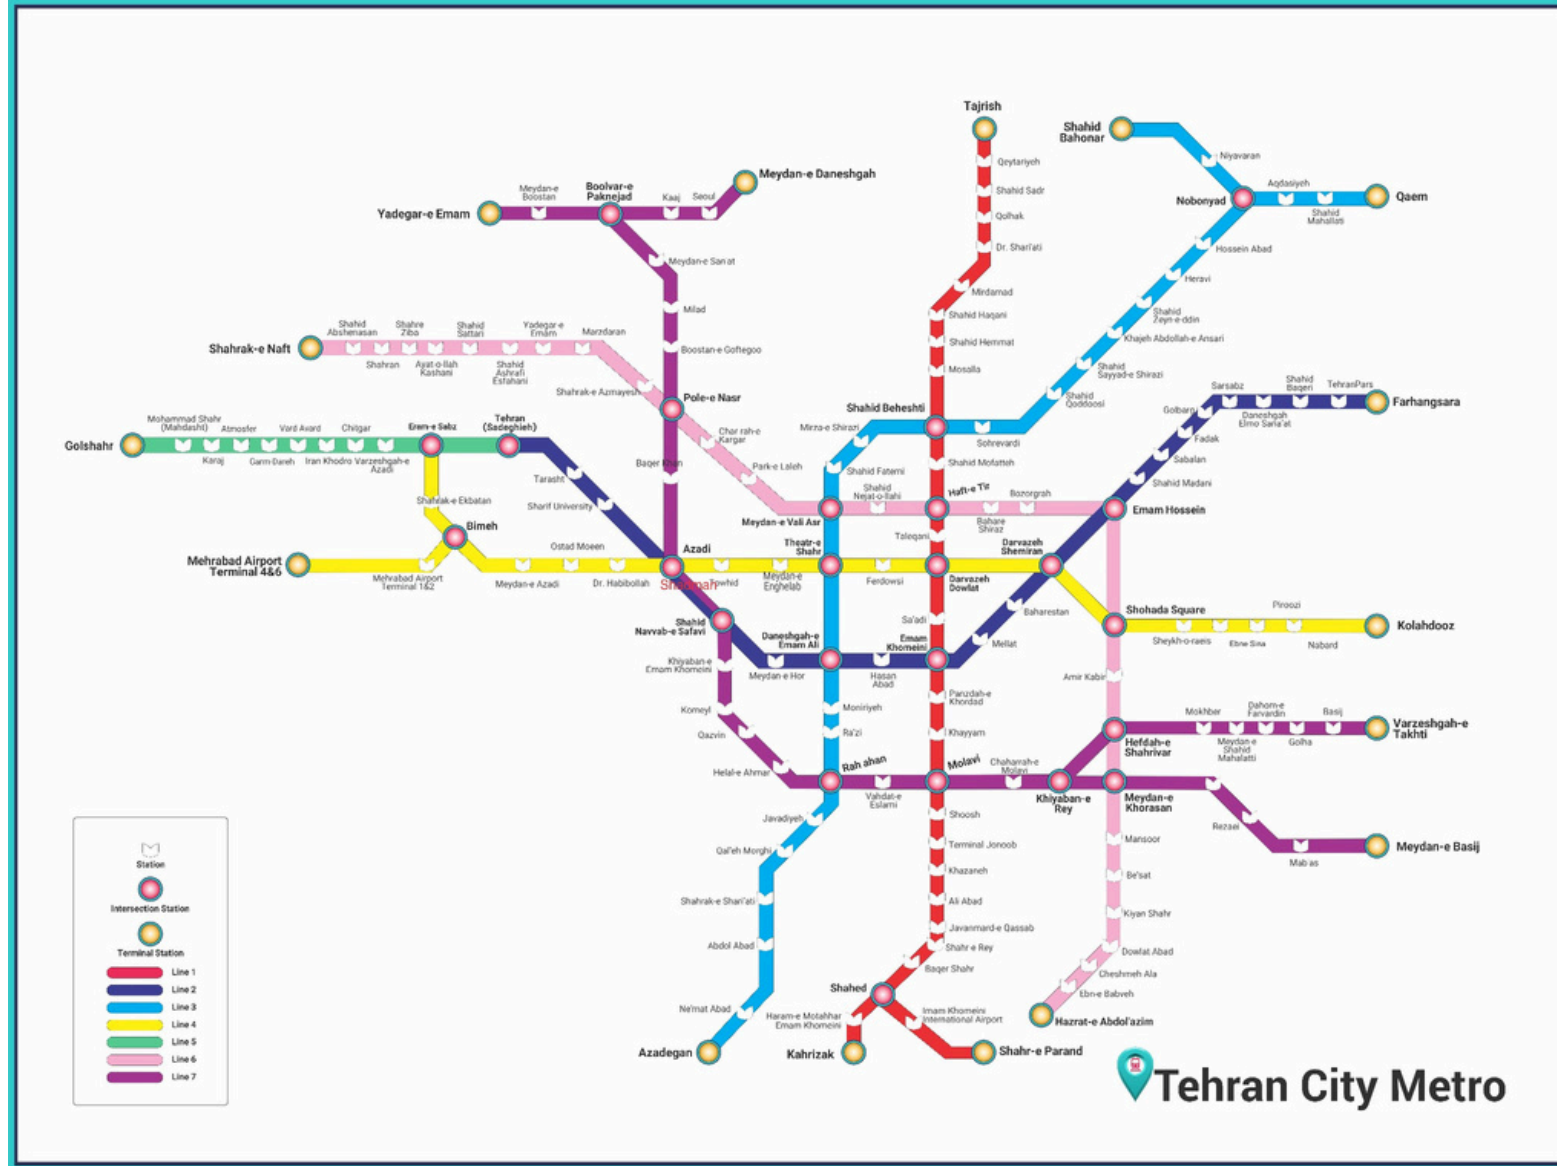 Tajrish
Shahid
Bahonar
Niyavaran
Qeytariyeh
Meydan-e Daneshgah
Boolvar-e
Paknejad
Meydan-e
Boostan
Kaaj
Seoul
Shahid Sadr
Aqdasiyeh
Qaem
Nobonyad
Shahid
Mahallati
Yadegar-e Emam
Qolhak
Dr. Shari'ati
Hossein Abad
Meydan-e San'at
Heravi
Mirdamad
Milad
Shahid Haqani
Shahid
Zeyn-e-ddin
Shahid
Abshenasan
Shahre
Ziba
Shahid
Sattari
Yadegar-e
Emam
Marzdaran
Shahrak-e Naft
Shahran
Ayat-o-llah
Kashani
Shahid
Ashrafi
Esfahani
Boostan-e Goftegoo
Shahid Hemmat
Khajeh Abdollah-e Ansari
Mosalla
Shahid
Sayyad-e Shirazi
Shahrak-e Azmayesh
Pole-e Nasr
Shahid
Qoddoosi
Sarsabz
Shahid
Baqeri
TehranPars
Farhangsara
Shahid Beheshti
Golbarg
Daneshgah
Elmo Sana'at
Mohammad Shahr
(Mahdasht)
Atmosfer
Vard Avard
Chitgar
Eram-e Sabz
Tehran
(Sadeghieh)
Golshahr
Karaj
Garm Dareh
Iran Khodro
Varzeshgah-e
Azadi
Mirza-e Shirazi
Sohrevardi
Fadak
Char rah-e
Kargar
Baqer Khan
Park-e Laleh
Shahid Fatemi
Shahid Mofatteh
Sabalan
Tarasht
Shahid Madani
Shahrak-e Ekbatan
Sharif University
Shahid
Nejat-o-llahi
Haft-e Tir
Bozorgrah
Meydan-e Vali Asr
Bahare
Shiraz
Emam Hossein
Bimeh
Taleqani
Azadi
Theatr-e
Shahr
Darvazeh
Shemiran
Ostad Moeen
Mehrabad Airport
Terminal 4&6
Mehrabad Airport
Terminal 1&2
Meydan-e Azadi
Dr. Habibollah
Towhid
Meydan-e
Enghelab
Ferdowsi
Darvazeh
Dowlat
Shohada Square
Piroozi
Shahid
Navvab-e Safavi
Sa'adi
Baharestan
Kolahdooz
Sheykh-o-raeis
Ebne Sina
Nabard
Daneshgah-e
Emam Ali
Emam
Khomeini
Mellat
Khiyaban-e
Emam Khomeini
Meydan-e Hor
Hasan
Abad
Amir Kabir
Panzdah-e
Khordad
Komeyl
Moniriyeh
Mokhber
Dahom-e
Farvardin
Basij
Varzeshgah-e
Takhti
Qazvin
Ra'zi
Khayyam
Hefdah-e
Shahrivar
Meydan-e
Shahid
Mahalatti
Golha
Helal-e Ahmar
Rah ahan
Molavi
Chaharrah-e
Molavi
Vahdat-e
Eslami
Khiyaban-e
Rey
Meydan-e
Khorasan
Javadiyeh
Shoosh
Rezaei
Qal'eh Morghi
Terminal Jonoob
Mansoor
Meydan-e Basij
Khazaneh
Be'sat
Shahrak-e Shari'ati
Ali Abad
Kiyan Shahr
Javanmard-e Qassab
Abdol Abad
Shahr-e Rey
Dowlat Abad
Baqer Shahr
Cheshmeh Ala
Shahed
Ebn-e Babveh
Ne'mat Abad
Haram-e Motahhar
Emam Khomeini
Imam Khomeini
International Airport
Hazrat-e Abdol'azim
Azadegan
Kahrizak
Shahr-e Parand
Station
Intersection Station
Terminal Station
Line 1
Line 2
Line 3
Line 4
Line 5
Line 6
Line 7
Tehran City Metro